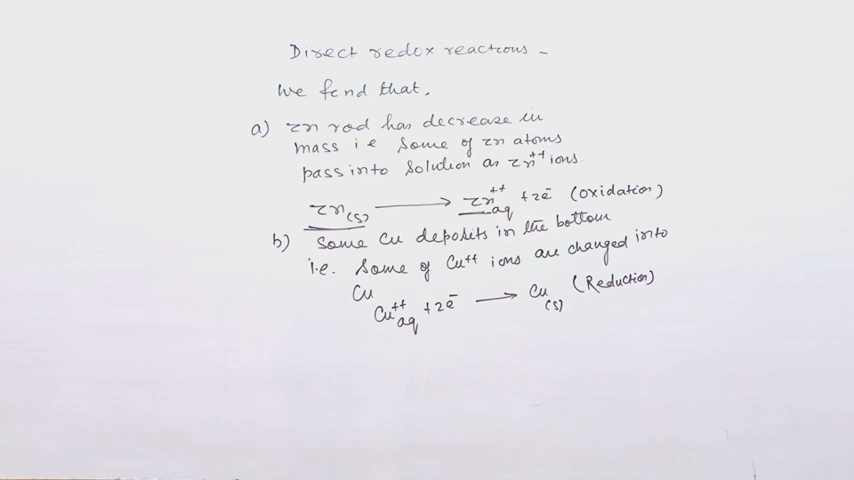 Direct redox reactions -
We find that,
a) Zn rod has decrease in
mass i e some of Zn atoms
pass into solution as Zn⁺⁺ ions.
Zn(s) ⟶ Zn⁺⁺aq + 2e⁻ (Oxidation)
b) Some Cu deposits in the bottom
i.e. Some of Cu⁺⁺ ions are changed into
Cu
Cu⁺⁺aq + 2e⁻ ⟶ Cu(s) (Reduction)